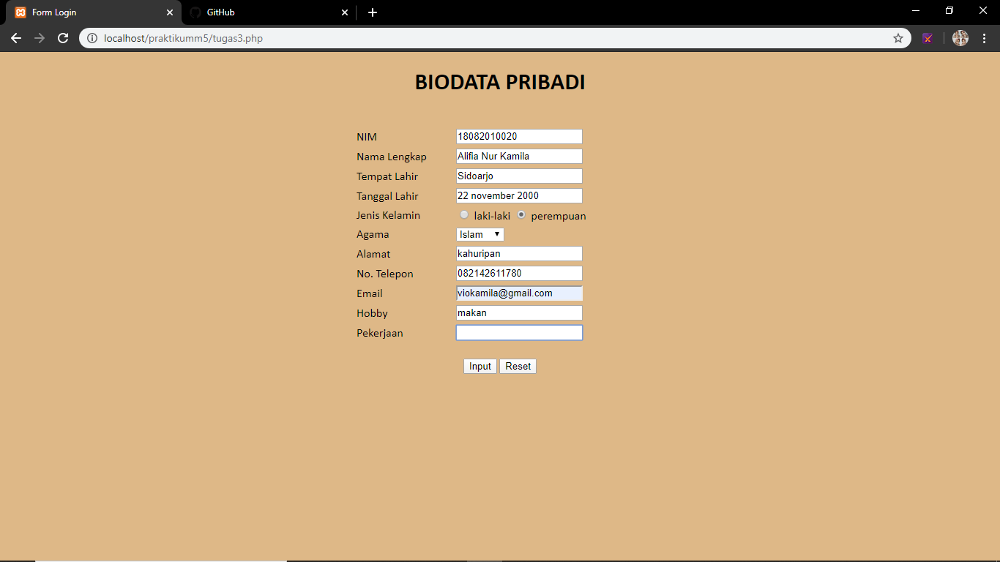 Form Login
GitHub
localhost/praktikumm5/tugas3.php
BIODATA PRIBADI
NIM 18082010020
Nama Lengkap Alifia Nur Kamila
Tempat Lahir Sidoarjo
Tanggal Lahir 22 november 2000
Jenis Kelamin laki-laki perempuan
Agama Islam
Alamat kahuripan
No. Telepon 082142611780
Email viokamila@gmail.com
Hobby makan
Pekerjaan
Input Reset